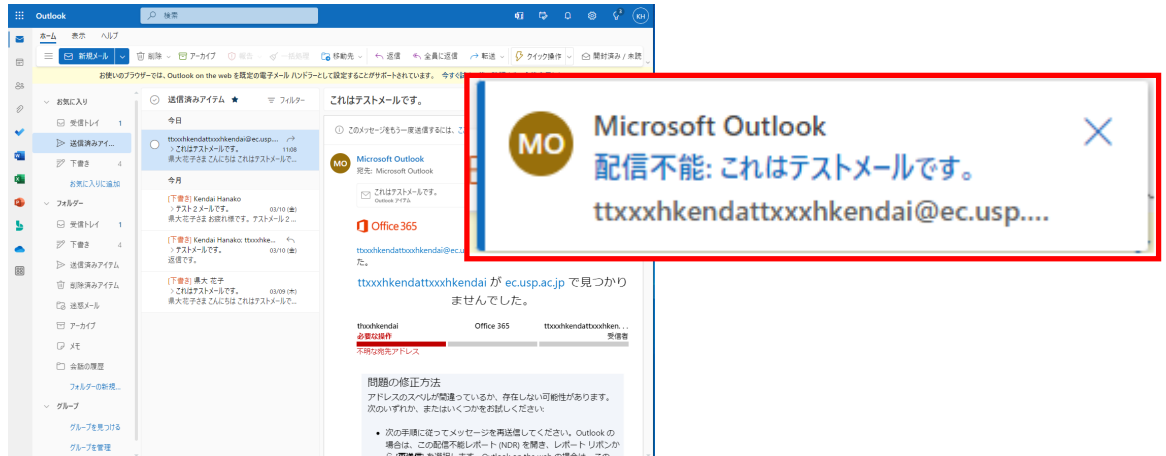 Outlook
検索
KH
ホーム 表示 ヘルプ
新規メール
削除
アーカイブ
報告
一括処理
移動先
返信
全員に返信
転送
クイック操作
開封済み / 未読
お使いのブラウザーでは、Outlook on the web を既定の電子メール ハンドラーとして設定することがサポートされています。 今すぐ
お気に入り
受信トレイ 1
送信済みアイ...
下書き 4
お気に入りに追加
フォルダー
受信トレイ 1
下書き 4
送信済みアイテム
削除済みアイテム
迷惑メール
アーカイブ
メモ
会話の履歴
フォルダーの新規...
グループ
グループを見つける
グループを管理
送信済みアイテム ★ フィルター
今日
ttxxxhkendattxxxhkendai@ec.usp...
> これはテストメールです。 11:08
県大花子さま こんにちは これはテストメールで...
今月
[下書き] Kendai Hanako
> テスト2メールです。 03/10 (金)
県大花子さま お疲れ様です。テストメール2 ...
[下書き] Kendai Hanako; ttxxxhke...
> テストメールです。 03/10 (金)
返信です。
[下書き] 県大 花子
> これはテストメールです。 03/09 (木)
県大花子さま こんにちは これはテストメールで...
これはテストメールです。
このメッセージをもう一度送信するには、
MO
Microsoft Outlook
宛先: Microsoft Outlook
これはテストメールです。
Outlook アイテム
Office 365
ttxxxhkendattxxxhkendai@ec.u
た。
ttxxxhkendattxxxhkendai が ec.usp.ac.jp で見つかり
ませんでした。
thxxhkendai Office 365 ttxxxhkendattxxxhken. . .
必要な操作 受信者
不明な宛先アドレス
問題の修正方法
アドレスのスペルが間違っているか、存在しない可能性があります。
次のいずれか、またはいくつかをお試しください:
• 次の手順に従ってメッセージを再送信してください。Outlook の
場合は、この配信不能レポート (NDR) を開き、レポート リボンか
MO
Microsoft Outlook
配信不能: これはテストメールです。
ttxxxhkendattxxxhkendai@ec.usp....